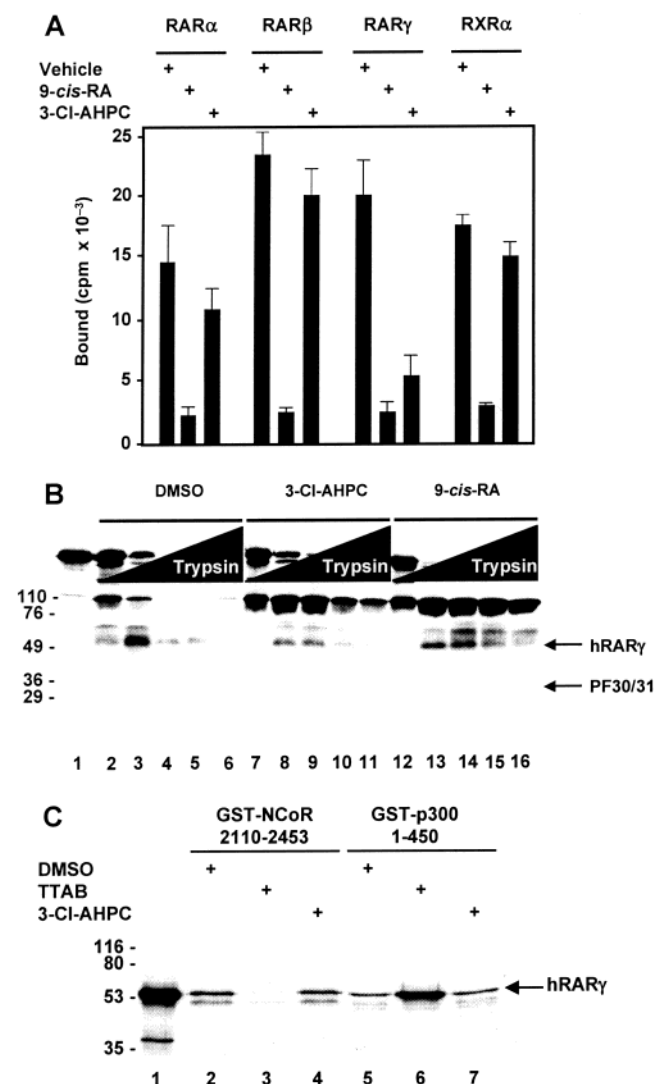 A
RARα RARβ RARγ RXRα
Vehicle + + + +
9-cis-RA + + + +
3-Cl-AHPC + + + +
25
20
15
10
5
0
Bound (cpm x 10⁻³)
B
DMSO 3-Cl-AHPC 9-cis-RA
Trypsin Trypsin Trypsin
110 -
76 -
49 -
36 -
29 -
hRARγ
PF30/31
1 2 3 4 5 6 7 8 9 10 11 12 13 14 15 16
C
GST-NCoR GST-p300
2110-2453 1-450
DMSO + +
TTAB + +
3-Cl-AHPC + +
116 -
80 -
53 -
35 -
hRARγ
1 2 3 4 5 6 7